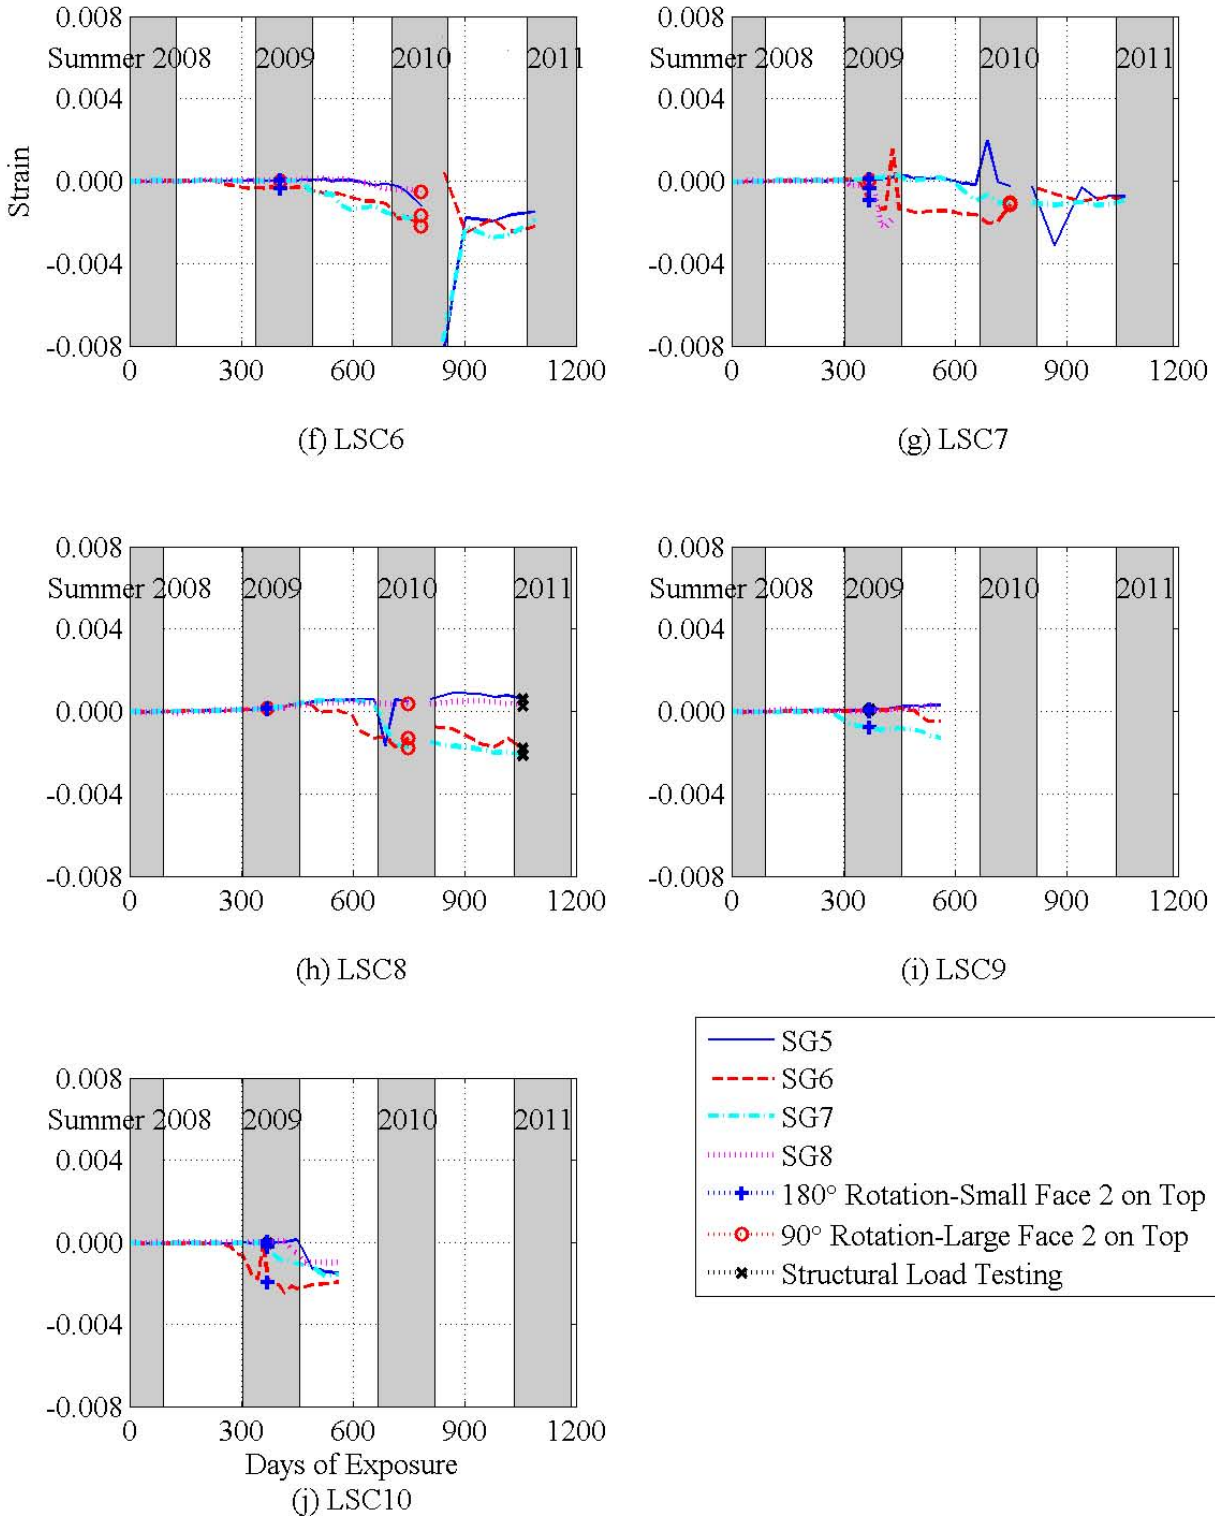 0.008
Summer 2008 2009 2010 2011
0.004
0.000
-0.004
-0.008
Strain
0 300 600 900 1200
(f) LSC6
0.008
Summer 2008 2009 2010 2011
0.004
0.000
-0.004
-0.008
0 300 600 900 1200
(g) LSC7
0.008
Summer 2008 2009 2010 2011
0.004
0.000
-0.004
-0.008
0 300 600 900 1200
(h) LSC8
0.008
Summer 2008 2009 2010 2011
0.004
0.000
-0.004
-0.008
0 300 600 900 1200
(i) LSC9
0.008
Summer 2008 2009 2010 2011
0.004
0.000
-0.004
-0.008
0 300 600 900 1200
Days of Exposure
(j) LSC10
SG5
SG6
SG7
SG8
180° Rotation-Small Face 2 on Top
90° Rotation-Large Face 2 on Top
Structural Load Testing